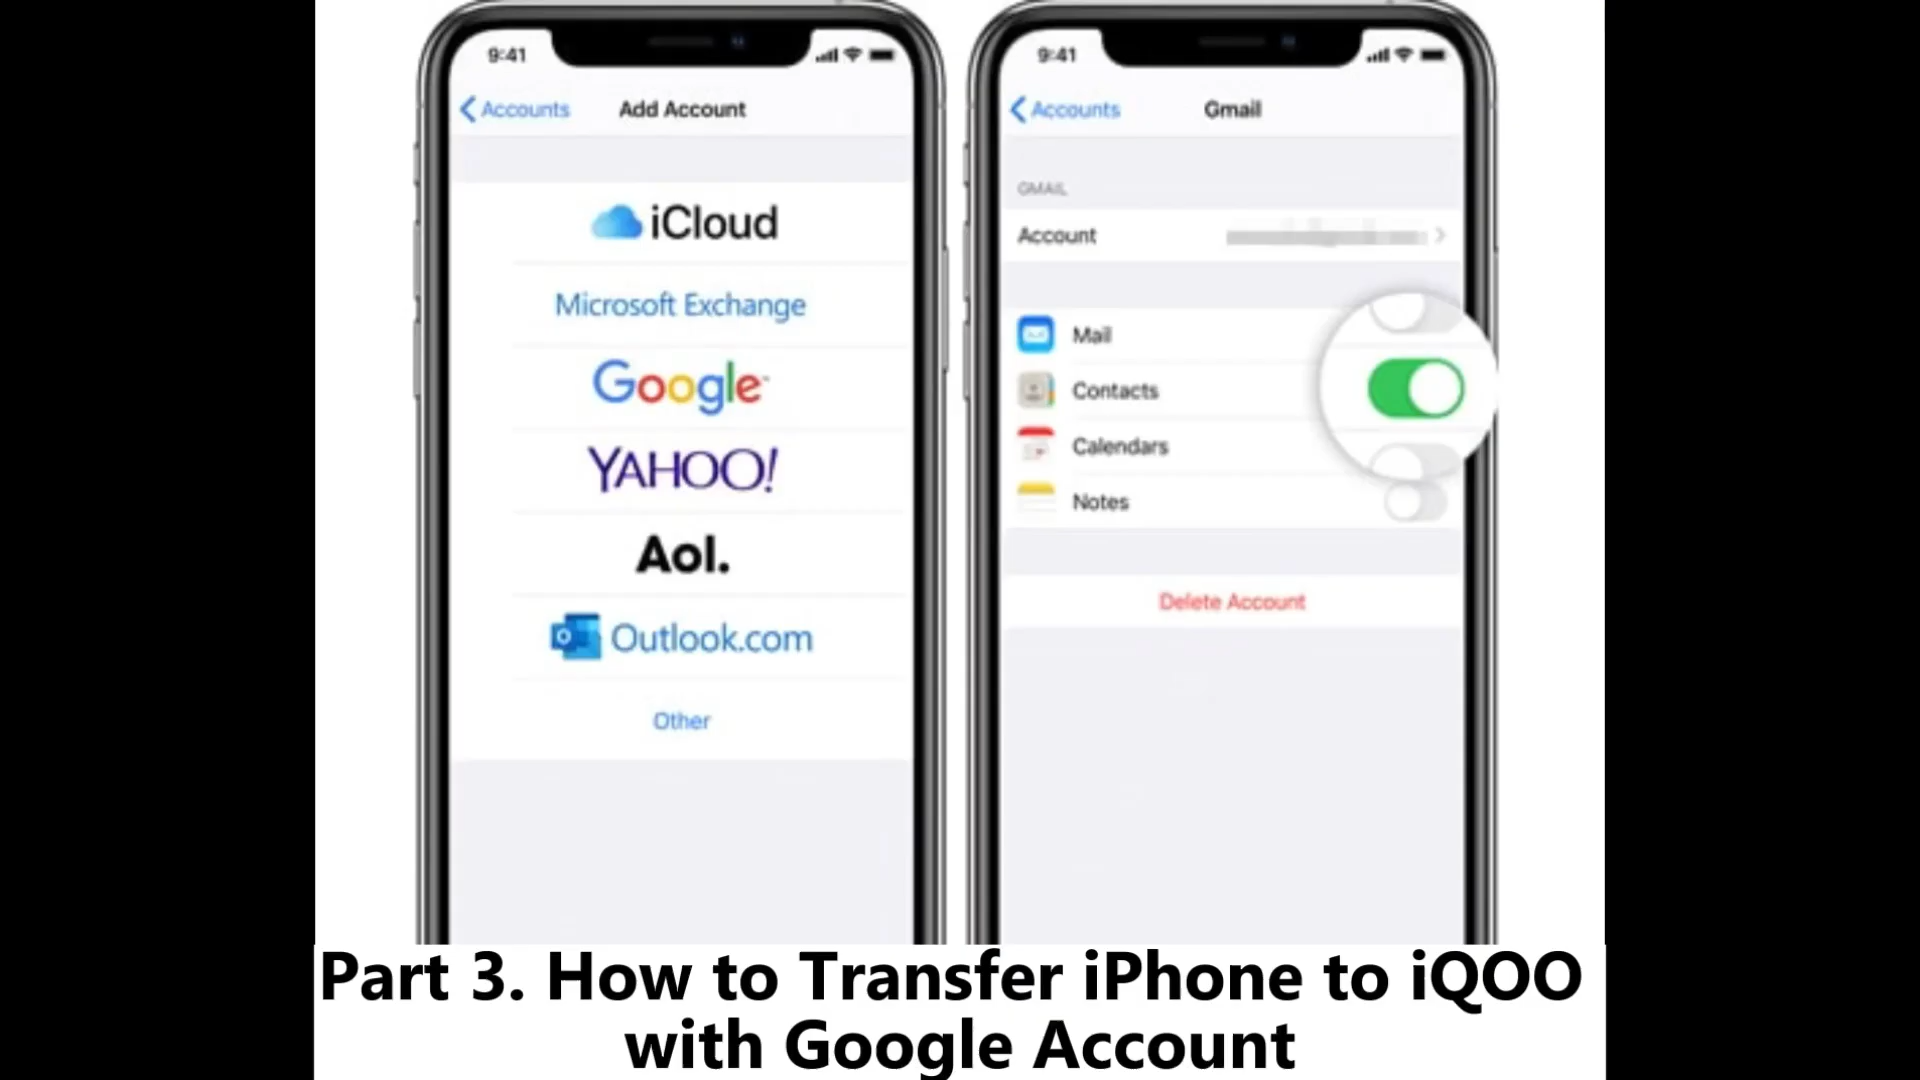 9:41
Accounts
Add Account
iCloud
Microsoft Exchange
Google
YAHOO!
Aol.
Outlook.com
Other
9:41
Accounts
Gmail
GMAIL
Account
Mail
Contacts
Calendars
Notes
Delete Account
Part 3. How to Transfer iPhone to iQOO
with Google Account